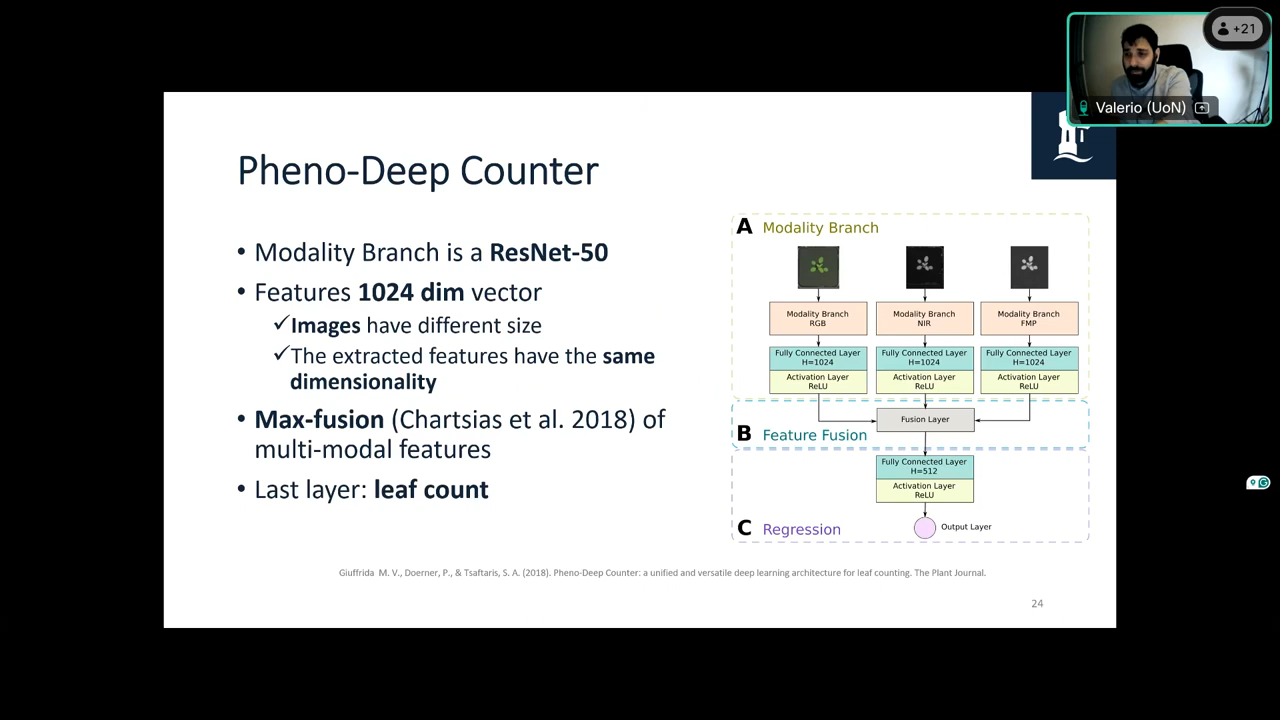 +21
Valerio (UoN)
Pheno-Deep Counter
• Modality Branch is a ResNet-50
• Features 1024 dim vector
✓Images have different size
✓The extracted features have the same
dimensionality
• Max-fusion (Chartsias et al. 2018) of
multi-modal features
• Last layer: leaf count
A Modality Branch
Modality Branch
RGB
Modality Branch
NIR
Modality Branch
FMP
Fully Connected Layer
H=1024
Fully Connected Layer
H=1024
Fully Connected Layer
H=1024
Activation Layer
ReLU
Activation Layer
ReLU
Activation Layer
ReLU
Fusion Layer
B Feature Fusion
Fully Connected Layer
H=512
Activation Layer
ReLU
C Regression
Output Layer
Giuffrida M. V., Doerner, P., & Tsaftaris, S. A. (2018). Pheno-Deep Counter: a unified and versatile deep learning architecture for leaf counting. The Plant Journal.
24